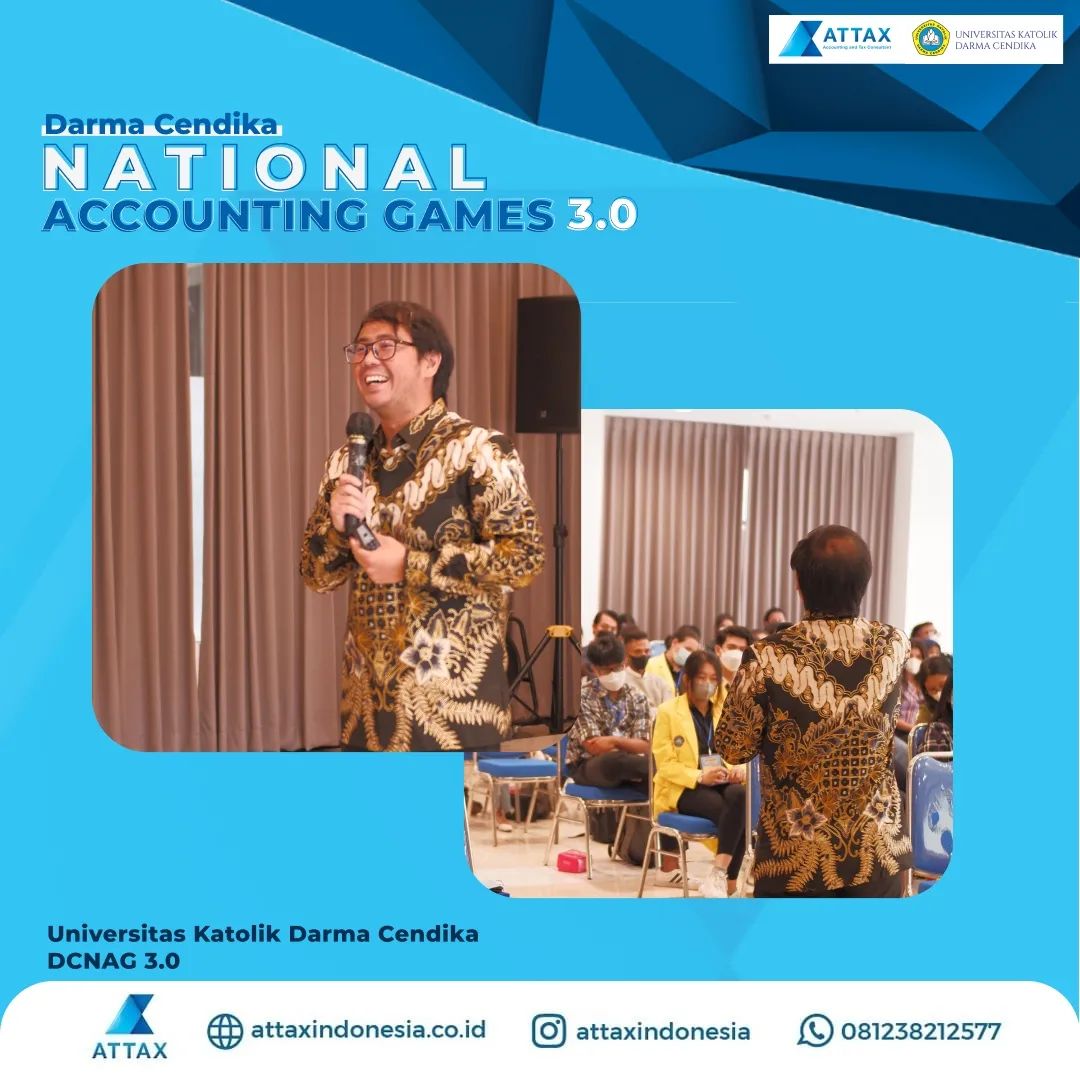 ATTAX
Accounting and Tax Consultant
UNIVERSITAS KATOLIK
DARMA CENDIKA
Darma Cendika
NATIONAL
ACCOUNTING GAMES 3.0
Universitas Katolik Darma Cendika
DCNAG 3.0
ATTAX
attaxindonesia.co.id
attaxindonesia
081238212577